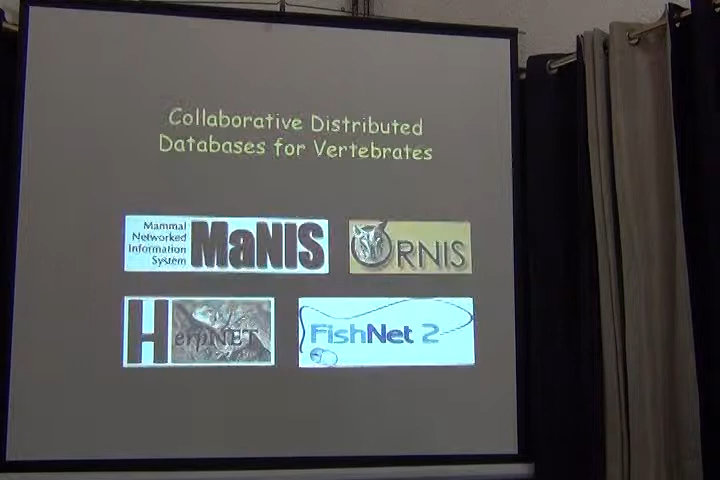 Collaborative Distributed
Databases for Vertebrates
Mammal
Networked
Information
System
MaNIS
ORNIS
HerpNET
FishNet 2